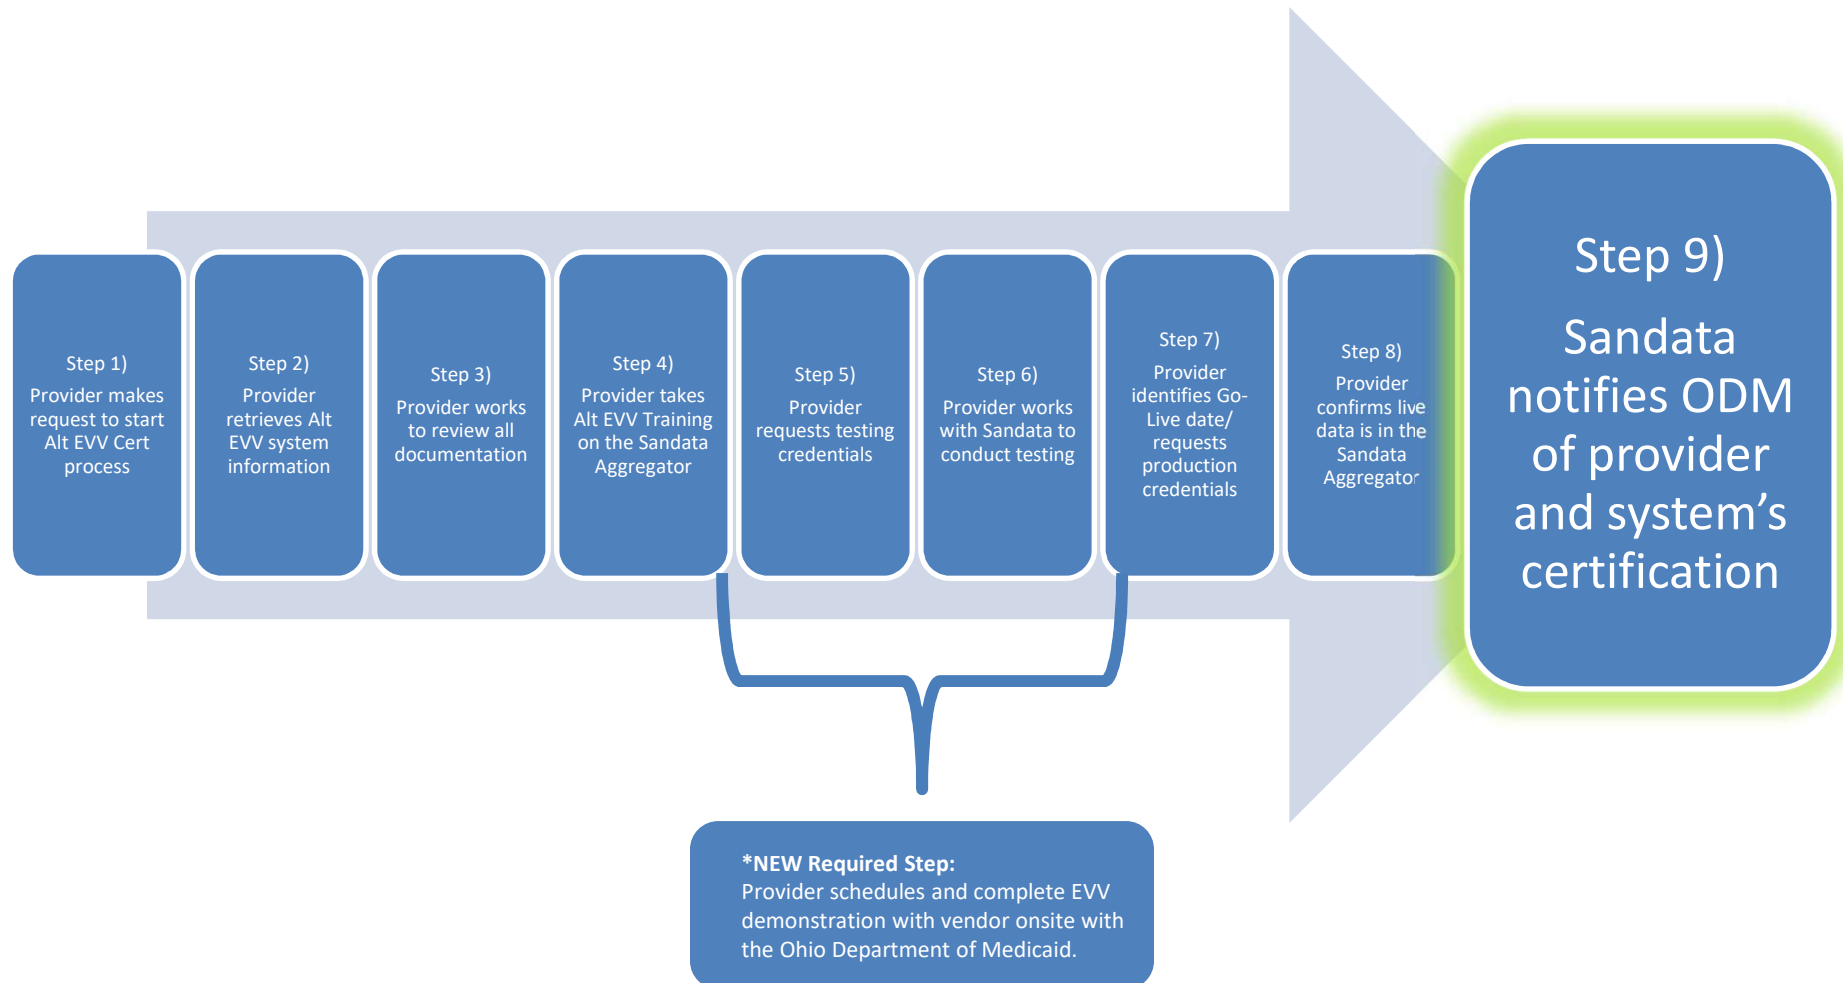 Step 1)
Provider makes
request to start
Alt EVV Cert
process
Step 2)
Provider
retrieves Alt
EVV system
information
Step 3)
Provider works
to review all
documentation
Step 4)
Provider takes
Alt EVV Training
on the Sandata
Aggregator
Step 5)
Provider
requests testing
credentials
Step 6)
Provider works
with Sandata to
conduct testing
Step 7)
Provider
identifies Go-
Live date/
requests
production
credentials
Step 8)
Provider
confirms live
data is in the
Sandata
Aggregator
Step 9)
Sandata
notifies ODM
of provider
and system’s
certification
*NEW Required Step:
Provider schedules and complete EVV
demonstration with vendor onsite with
the Ohio Department of Medicaid.